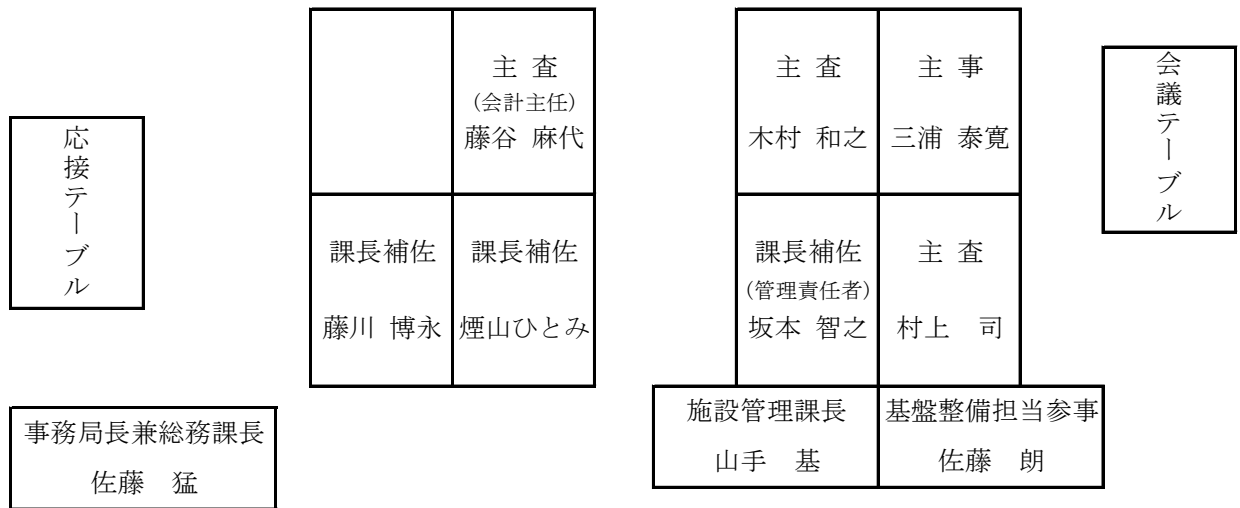 応接テーブル
主 査
(会計主任)
藤谷 麻代
課長補佐
藤川 博永
課長補佐
煙山ひとみ
事務局長兼総務課長
佐藤 猛
主 査
木村 和之
主 事
三浦 泰寛
課長補佐
(管理責任者)
坂本 智之
主 査
村上 司
施設管理課長
山手 基
基盤整備担当参事
佐藤 朗
会議テーブル